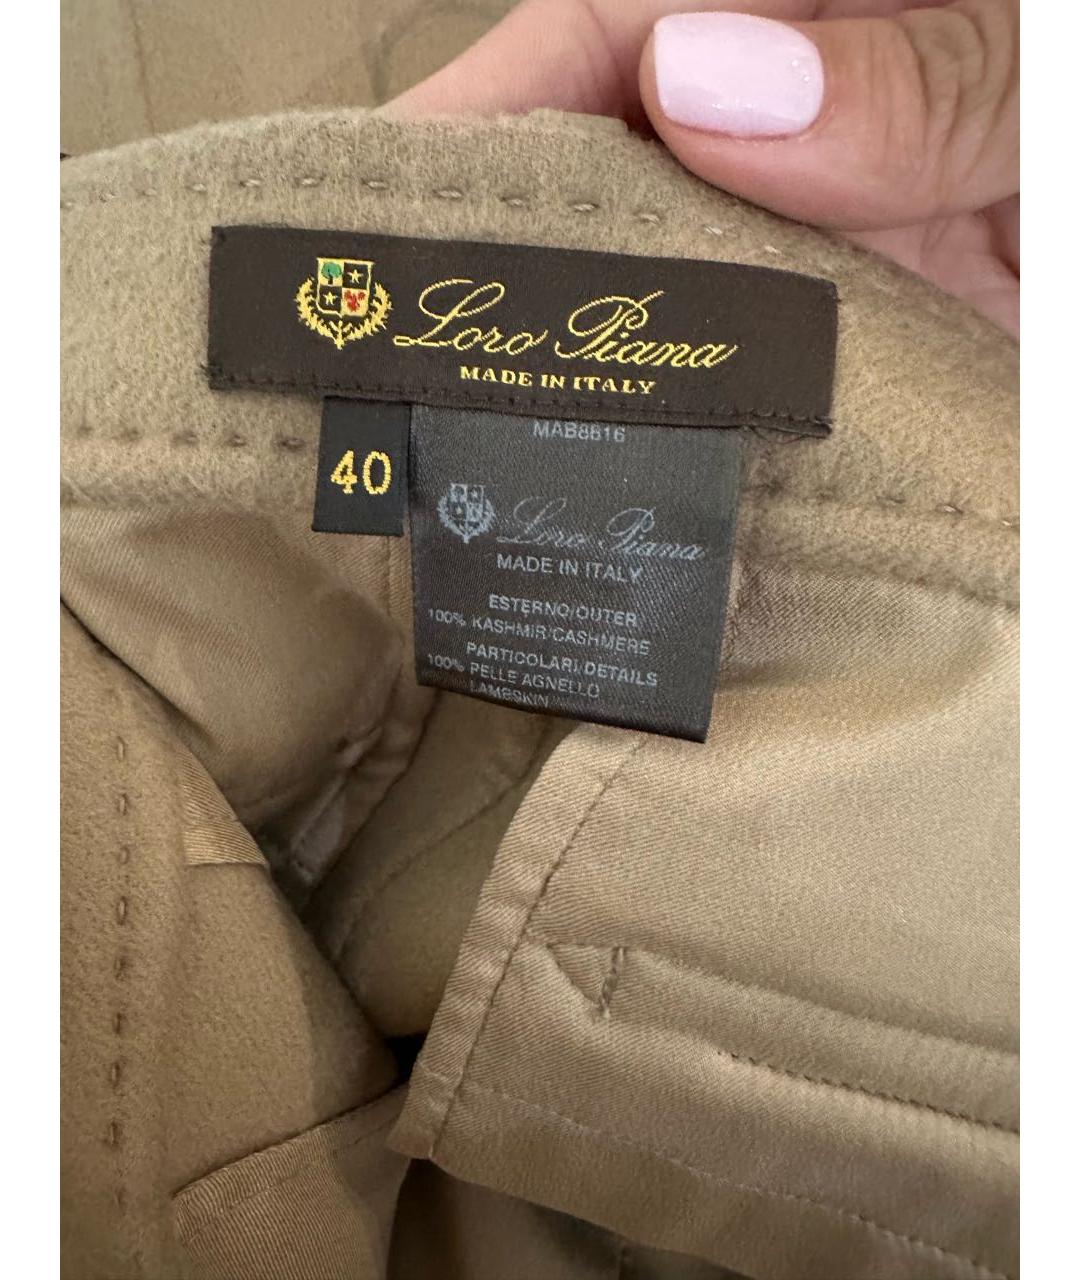 Loro Piana
MADE IN ITALY
40
MAB8816
Loro Piana
MADE IN ITALY
ESTERNO/OUTER
100% KASHMIR/CASHMERE
PARTICOLARI/DETAILS
100% PELLE AGNELLO
LAMBSKIN